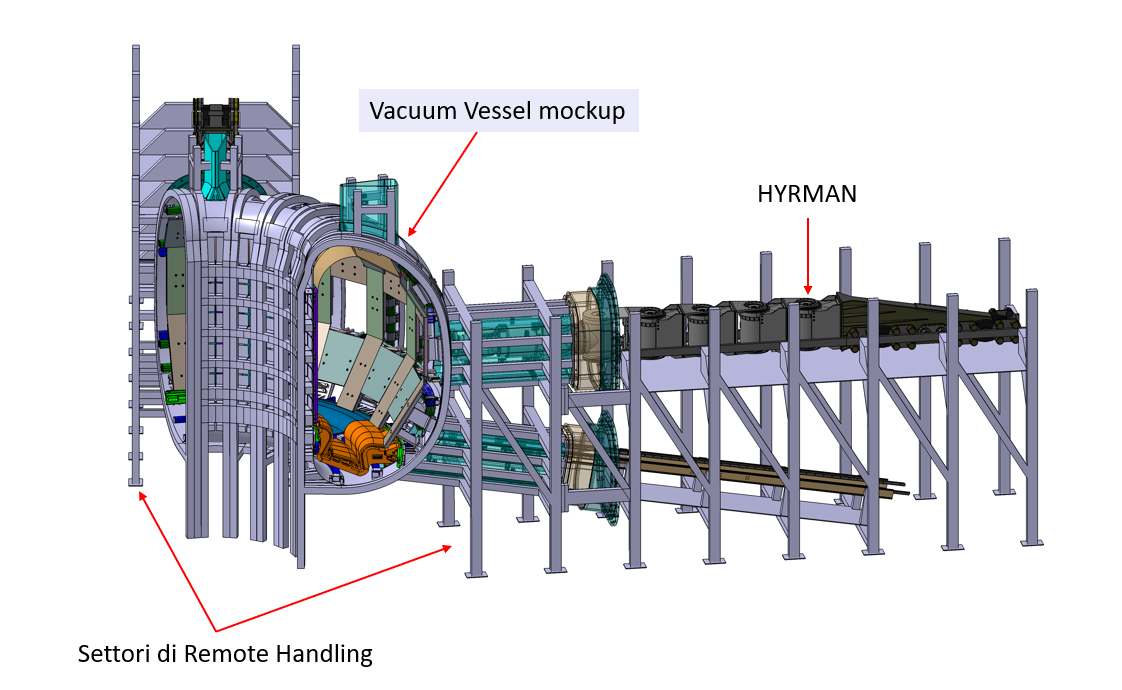 Vacuum Vessel mockup
HYRMAN
Settori di Remote Handling